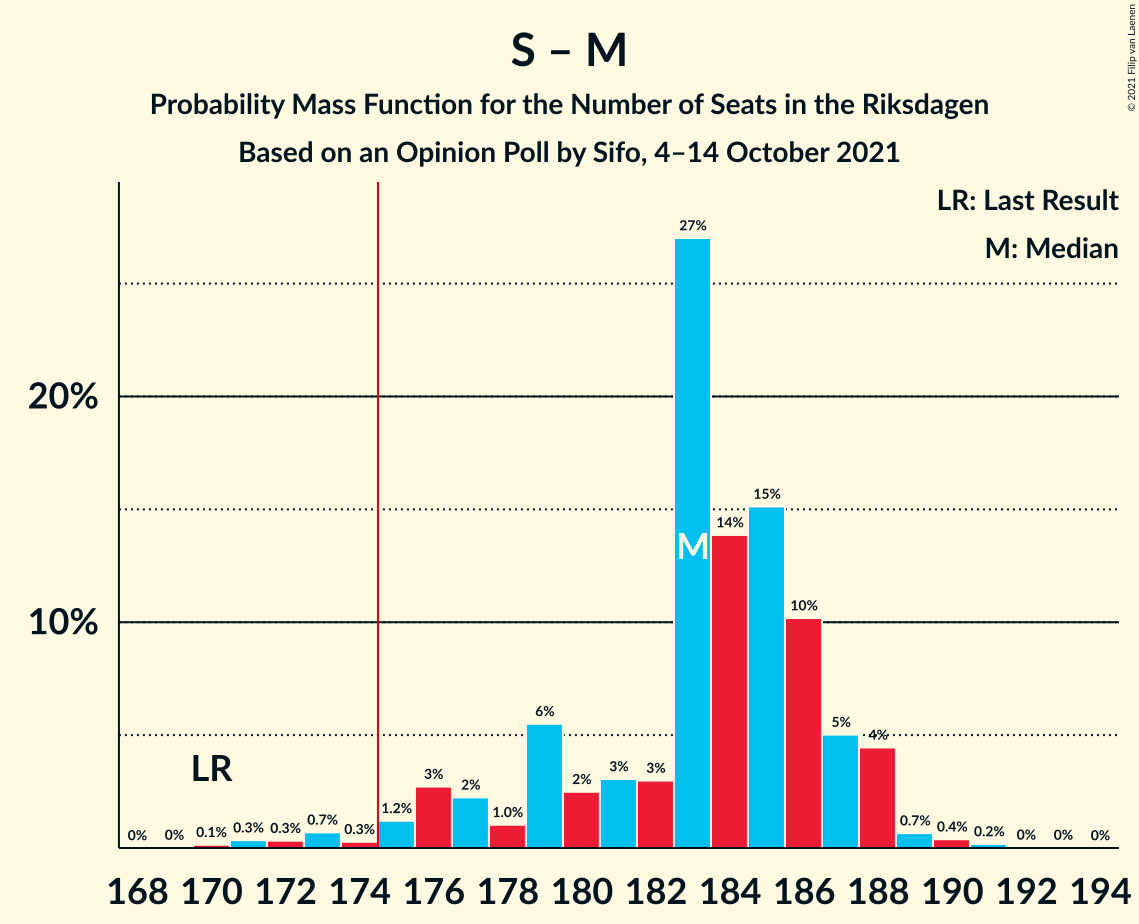 © 2021 Filip van Laenen
S – M
Probability Mass Function for the Number of Seats in the Riksdagen
Based on an Opinion Poll by Sifo, 4–14 October 2021
LR: Last Result
M: Median
20%
10%
LR
M
0% 0% 0.1% 0.3% 0.3% 0.7% 0.3% 1.2% 3% 2% 1.0% 6% 2% 3% 3% 27% 14% 15% 10% 5% 4% 0.7% 0.4% 0.2% 0% 0% 0%
168 170 172 174 176 178 180 182 184 186 188 190 192 194